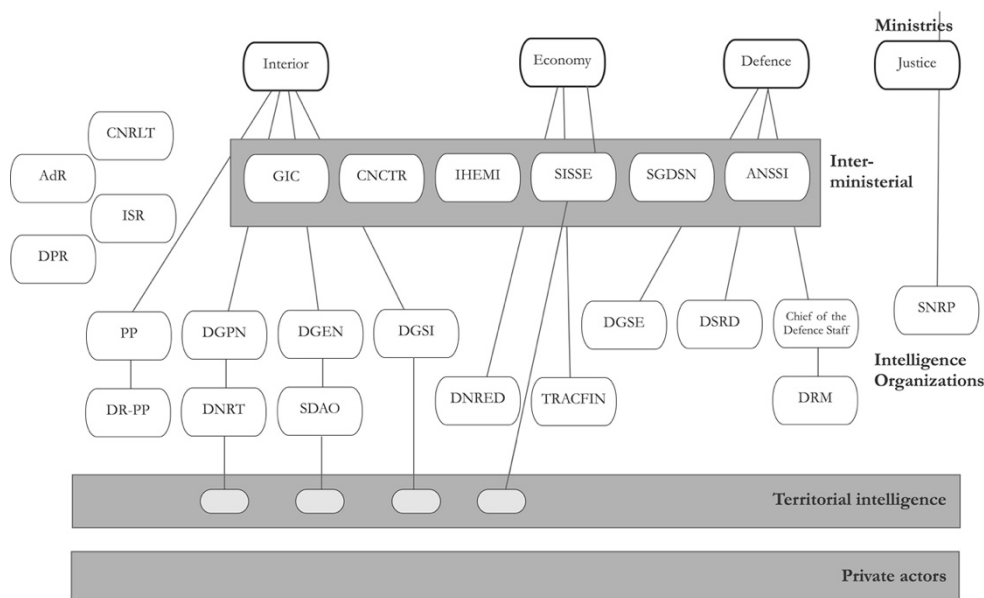 Ministries
Interior
Economy
Defence
Justice
CNRLT
AdR
ISR
DPR
GIC
CNCTR
IHEMI
SISSE
SGDSN
ANSSI
Inter-
ministerial
PP
DGPN
DGEN
DGSI
DGSE
DSRD
Chief of the
Defence Staff
SNRP
Intelligence
Organizations
DR-PP
DNRT
SDAO
DNRED
TRACFIN
DRM
Territorial intelligence
Private actors